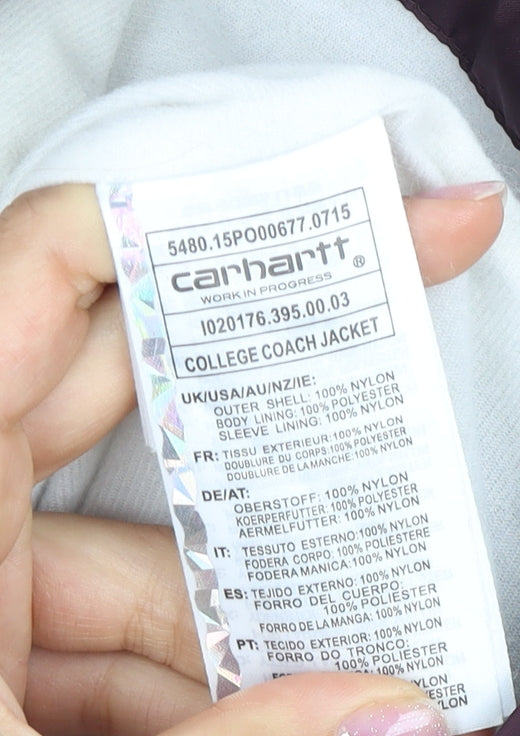 5480.15PO00677.0715
carhartt ®
WORK IN PROGRESS
I020176.395.00.03
COLLEGE COACH JACKET
UK/USA/AU/NZ/IE:
OUTER SHELL: 100% NYLON
BODY LINING: 100% POLYESTER
SLEEVE LINING: 100% NYLON
FR: TISSU EXTERIEUR:100% NYLON
DOUBLURE DU CORPS:100% POLYESTER
DOUBLURE DE LA MANCHE:100% NYLON
DE/AT:
OBERSTOFF: 100% NYLON
KOERPERFUTTER: 100% POLYESTER
AERMELFUTTER: 100% NYLON
IT: TESSUTO ESTERNO:100% NYLON
FODERA CORPO: 100% POLIESTERE
FODERA MANICA: 100% NYLON
ES: TEJIDO EXTERNO: 100% NYLON
FORRO DEL CUERPO:
100% POLIESTER
FORRO DE LA MANGA: 100% NYLON
PT: TECIDO EXTERIOR: 100% NYLON
FORRO DO TRONCO:
100% POLIÉSTER
100% NYLON
NYLON
NYLON